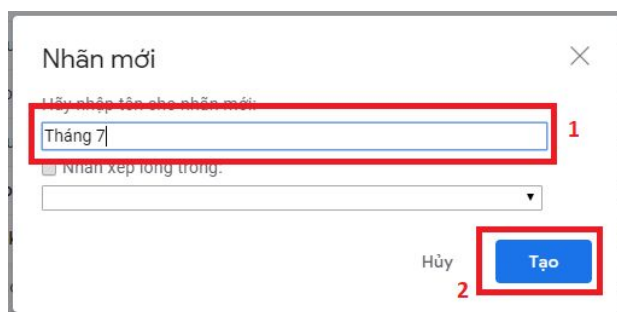 Nhãn mới
Hãy nhập tên cho nhãn mới:
Tháng 7
1
Nhãn xếp lồng trong:
Hủy
Tạo
2